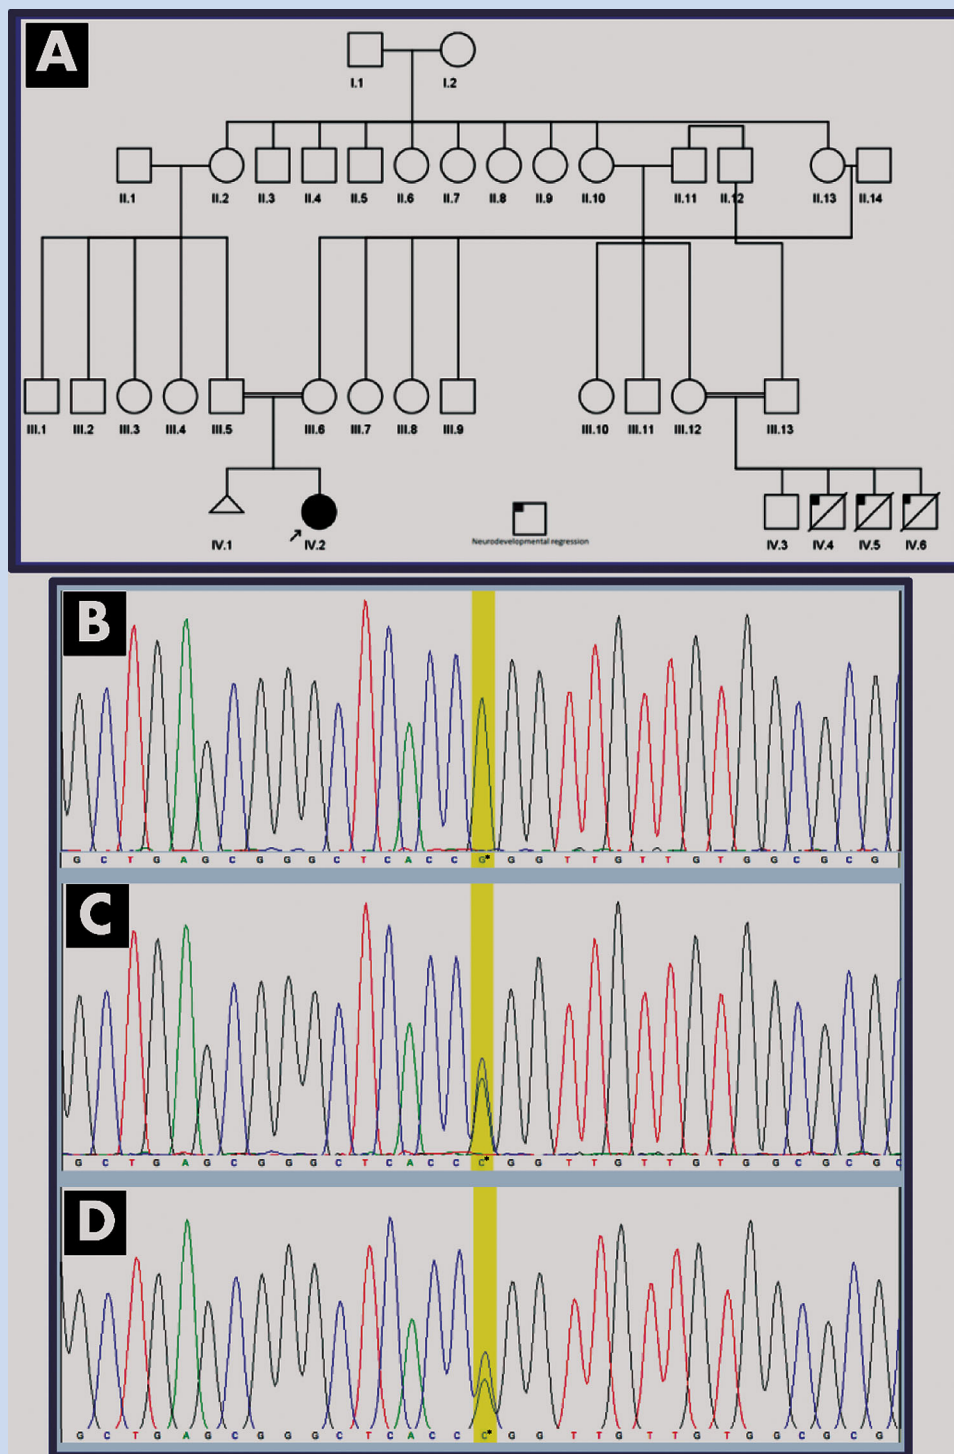 A
I.1 I.2
II.1 II.2 II.3 II.4 II.5 II.6 II.7 II.8 II.9 II.10 II.11 II.12 II.13 II.14
III.1 III.2 III.3 III.4 III.5 III.6 III.7 III.8 III.9 III.10 III.11 III.12 III.13
IV.1 IV.2 IV.3 IV.4 IV.5 IV.6
Neurodevelopmental regression
B
G C T G A G C G G G C T C A C C G* G G T T G T T G T G G C G C G
C
G C T G A G C G G G C T C A C C C* G G T T G T T G T G G C G C G C
D
G C T G A G C G G G C T C A C C C* G G T T G T T G T G G C G C G